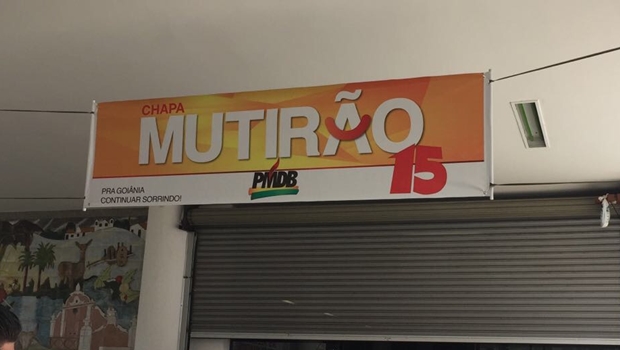 CHAPA
MUTIRÃO
15
PMDB
PRA GOIÂNIA
CONTINUAR SORRINDO!